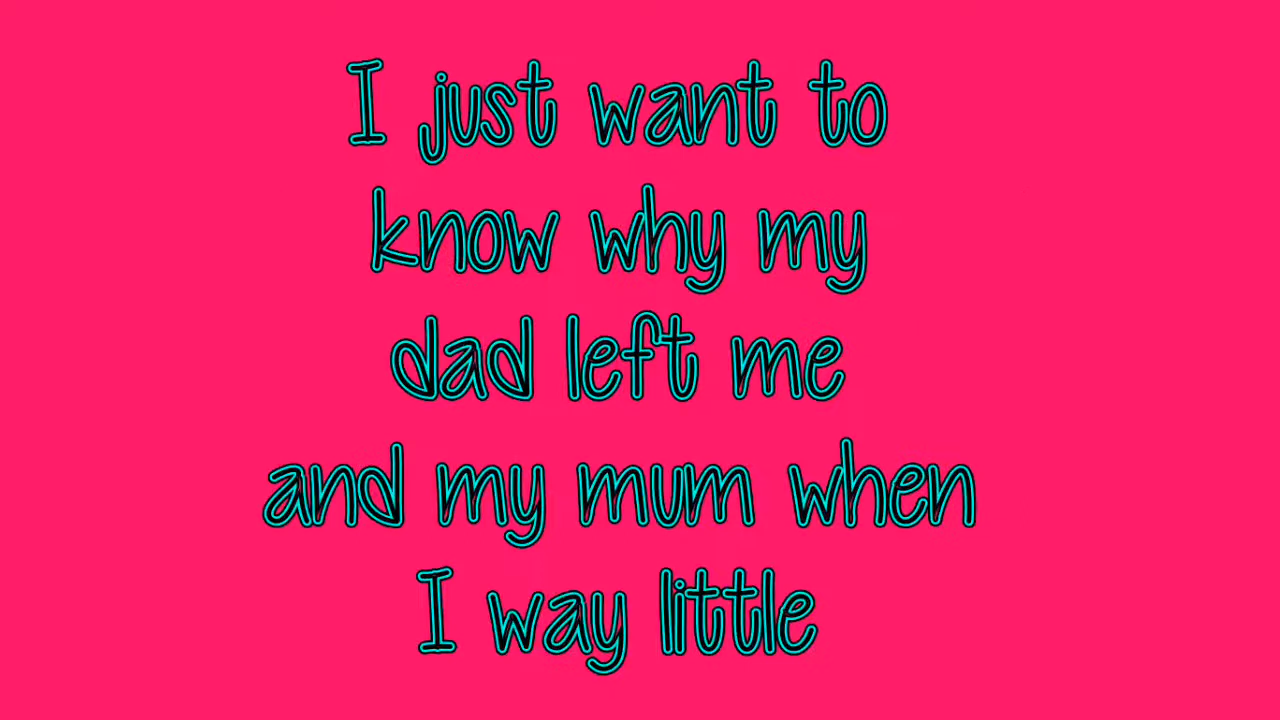 I just want to
know why my
dad left me
and my mum when
I way little